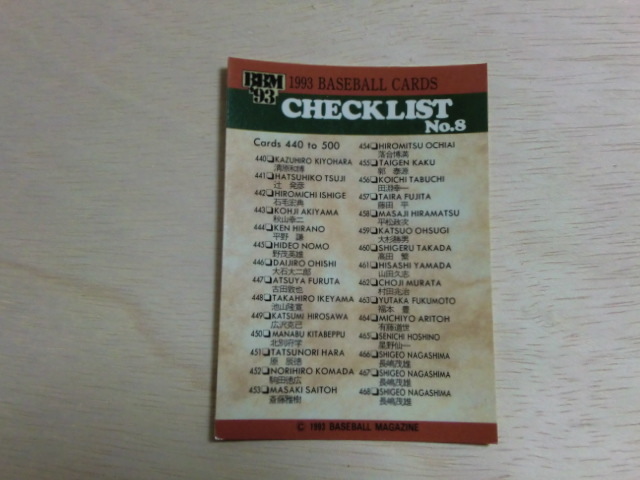 BBM '93 1993 BASEBALL CARDS
CHECKLIST
No.8
Cards 440 to 500
440 KAZUHIRO KIYOHARA
清原和博
441 HATSUHIKO TSUJI
辻 発彦
442 HIROMICHI ISHIGE
石毛宏典
443 KOHJI AKIYAMA
秋山幸二
444 KEN HIRANO
平野 謙
445 HIDEO NOMO
野茂英雄
446 DAIJIRO OHISHI
大石大二郎
447 ATSUYA FURUTA
古田敦也
448 TAKAHIRO IKEYAMA
池山隆寛
449 KATSUMI HIROSAWA
広沢克己
450 MANABU KITABEPPU
北別府学
451 TATSUNORI HARA
原 辰徳
452 NORIHIRO KOMADA
駒田徳広
453 MASAKI SAITOH
斎藤雅樹
454 HIROMITSU OCHIAI
落合博満
455 TAIGEN KAKU
郭 泰源
456 KOICHI TABUCHI
田淵幸一
457 TAIRA FUJITA
藤田 平
458 MASAJI HIRAMATSU
平松政次
459 KATSUO OHSUGI
大杉勝男
460 SHIGERU TAKADA
高田 繁
461 HISASHI YAMADA
山田久志
462 CHOJI MURATA
村田兆治
463 YUTAKA FUKUMOTO
福本 豊
464 MICHIYO ARITOH
有藤道世
465 SENICHI HOSHINO
星野仙一
466 SHIGEO NAGASHIMA
長嶋茂雄
467 SHIGEO NAGASHIMA
長嶋茂雄
468 SHIGEO NAGASHIMA
長嶋茂雄
© 1993 BASEBALL MAGAZINE